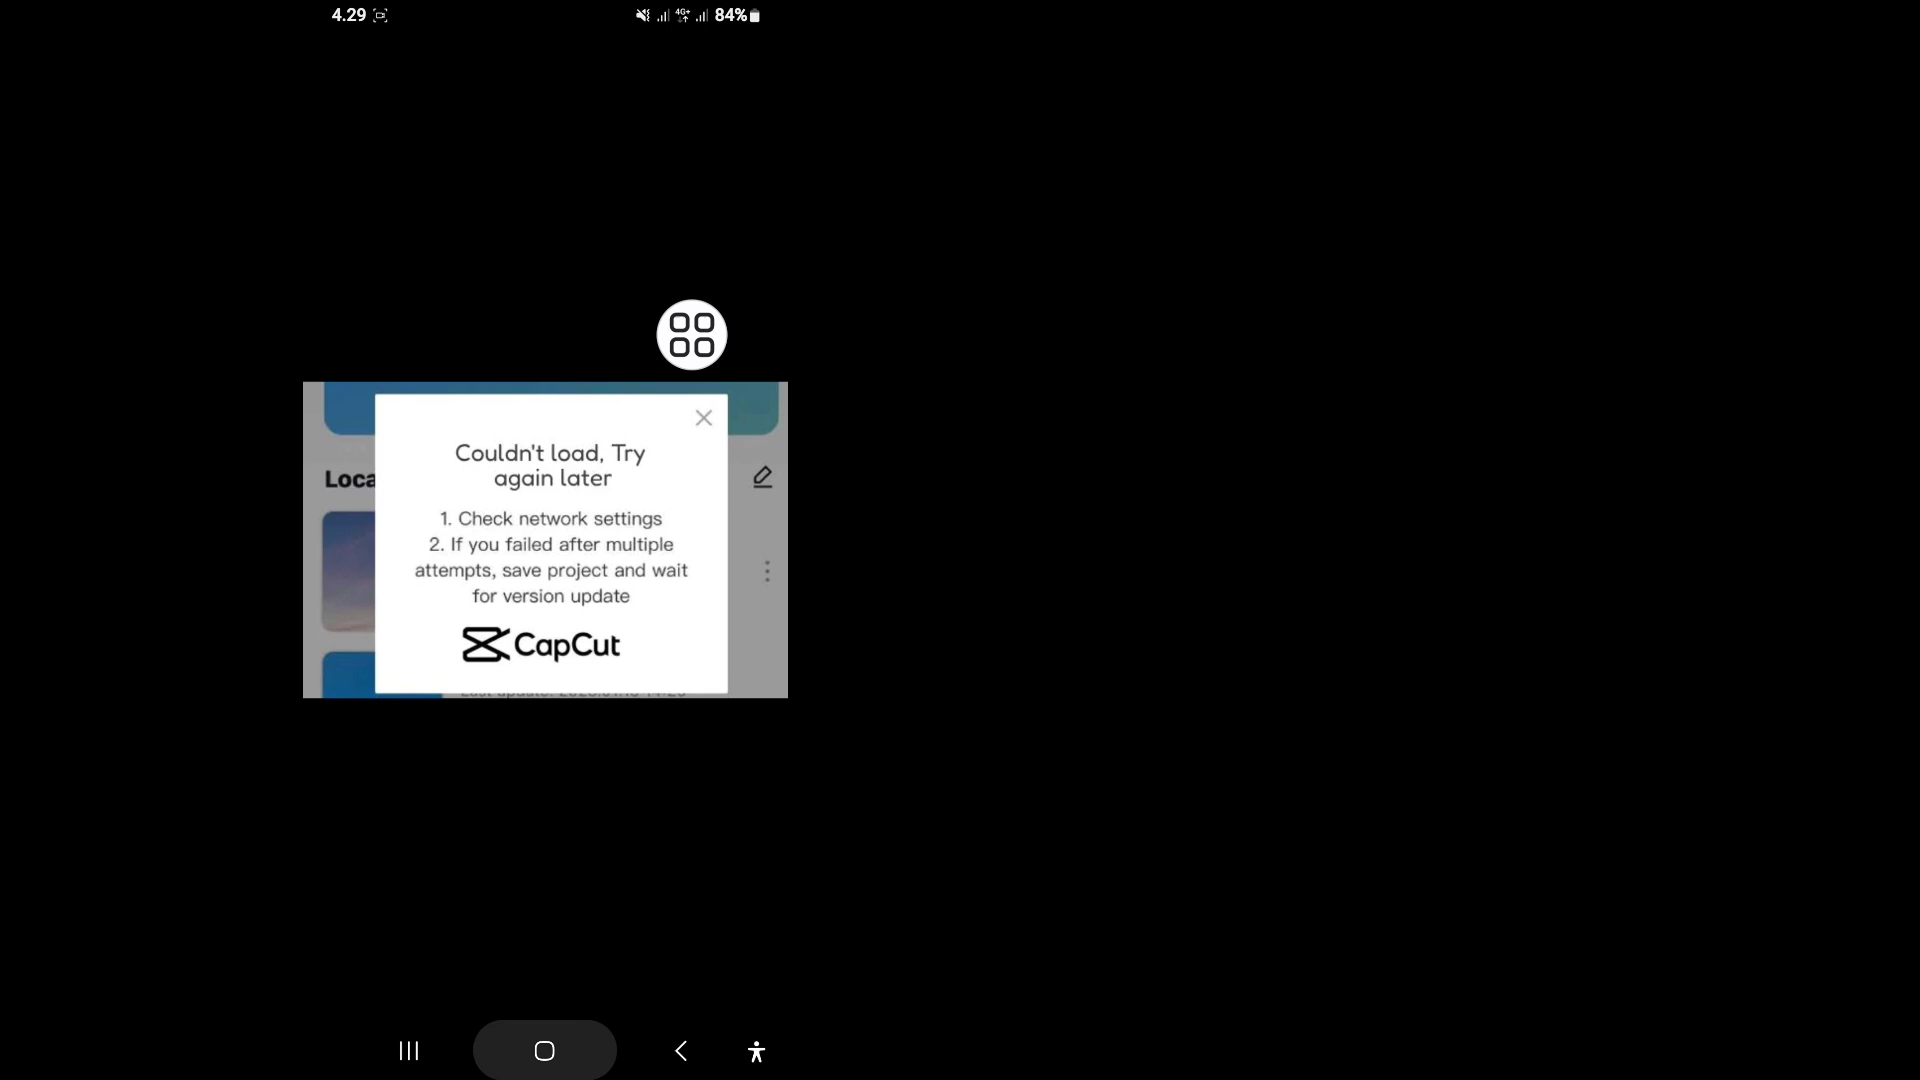 4.29
4G+ 84%
Couldn't load, Try
again later
Loca
1. Check network settings
2. If you failed after multiple
attempts, save project and wait
for version update
CapCut